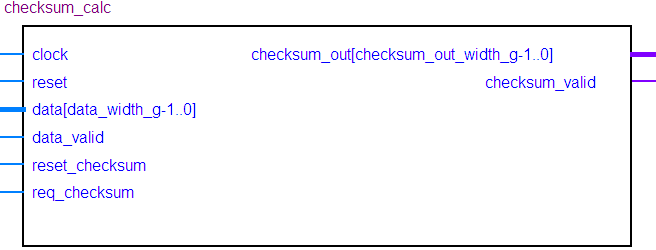 checksum_calc
clock
checksum_out[checksum_out_width_g-1..0]
reset
checksum_valid
data[data_width_g-1..0]
data_valid
reset_checksum
req_checksum